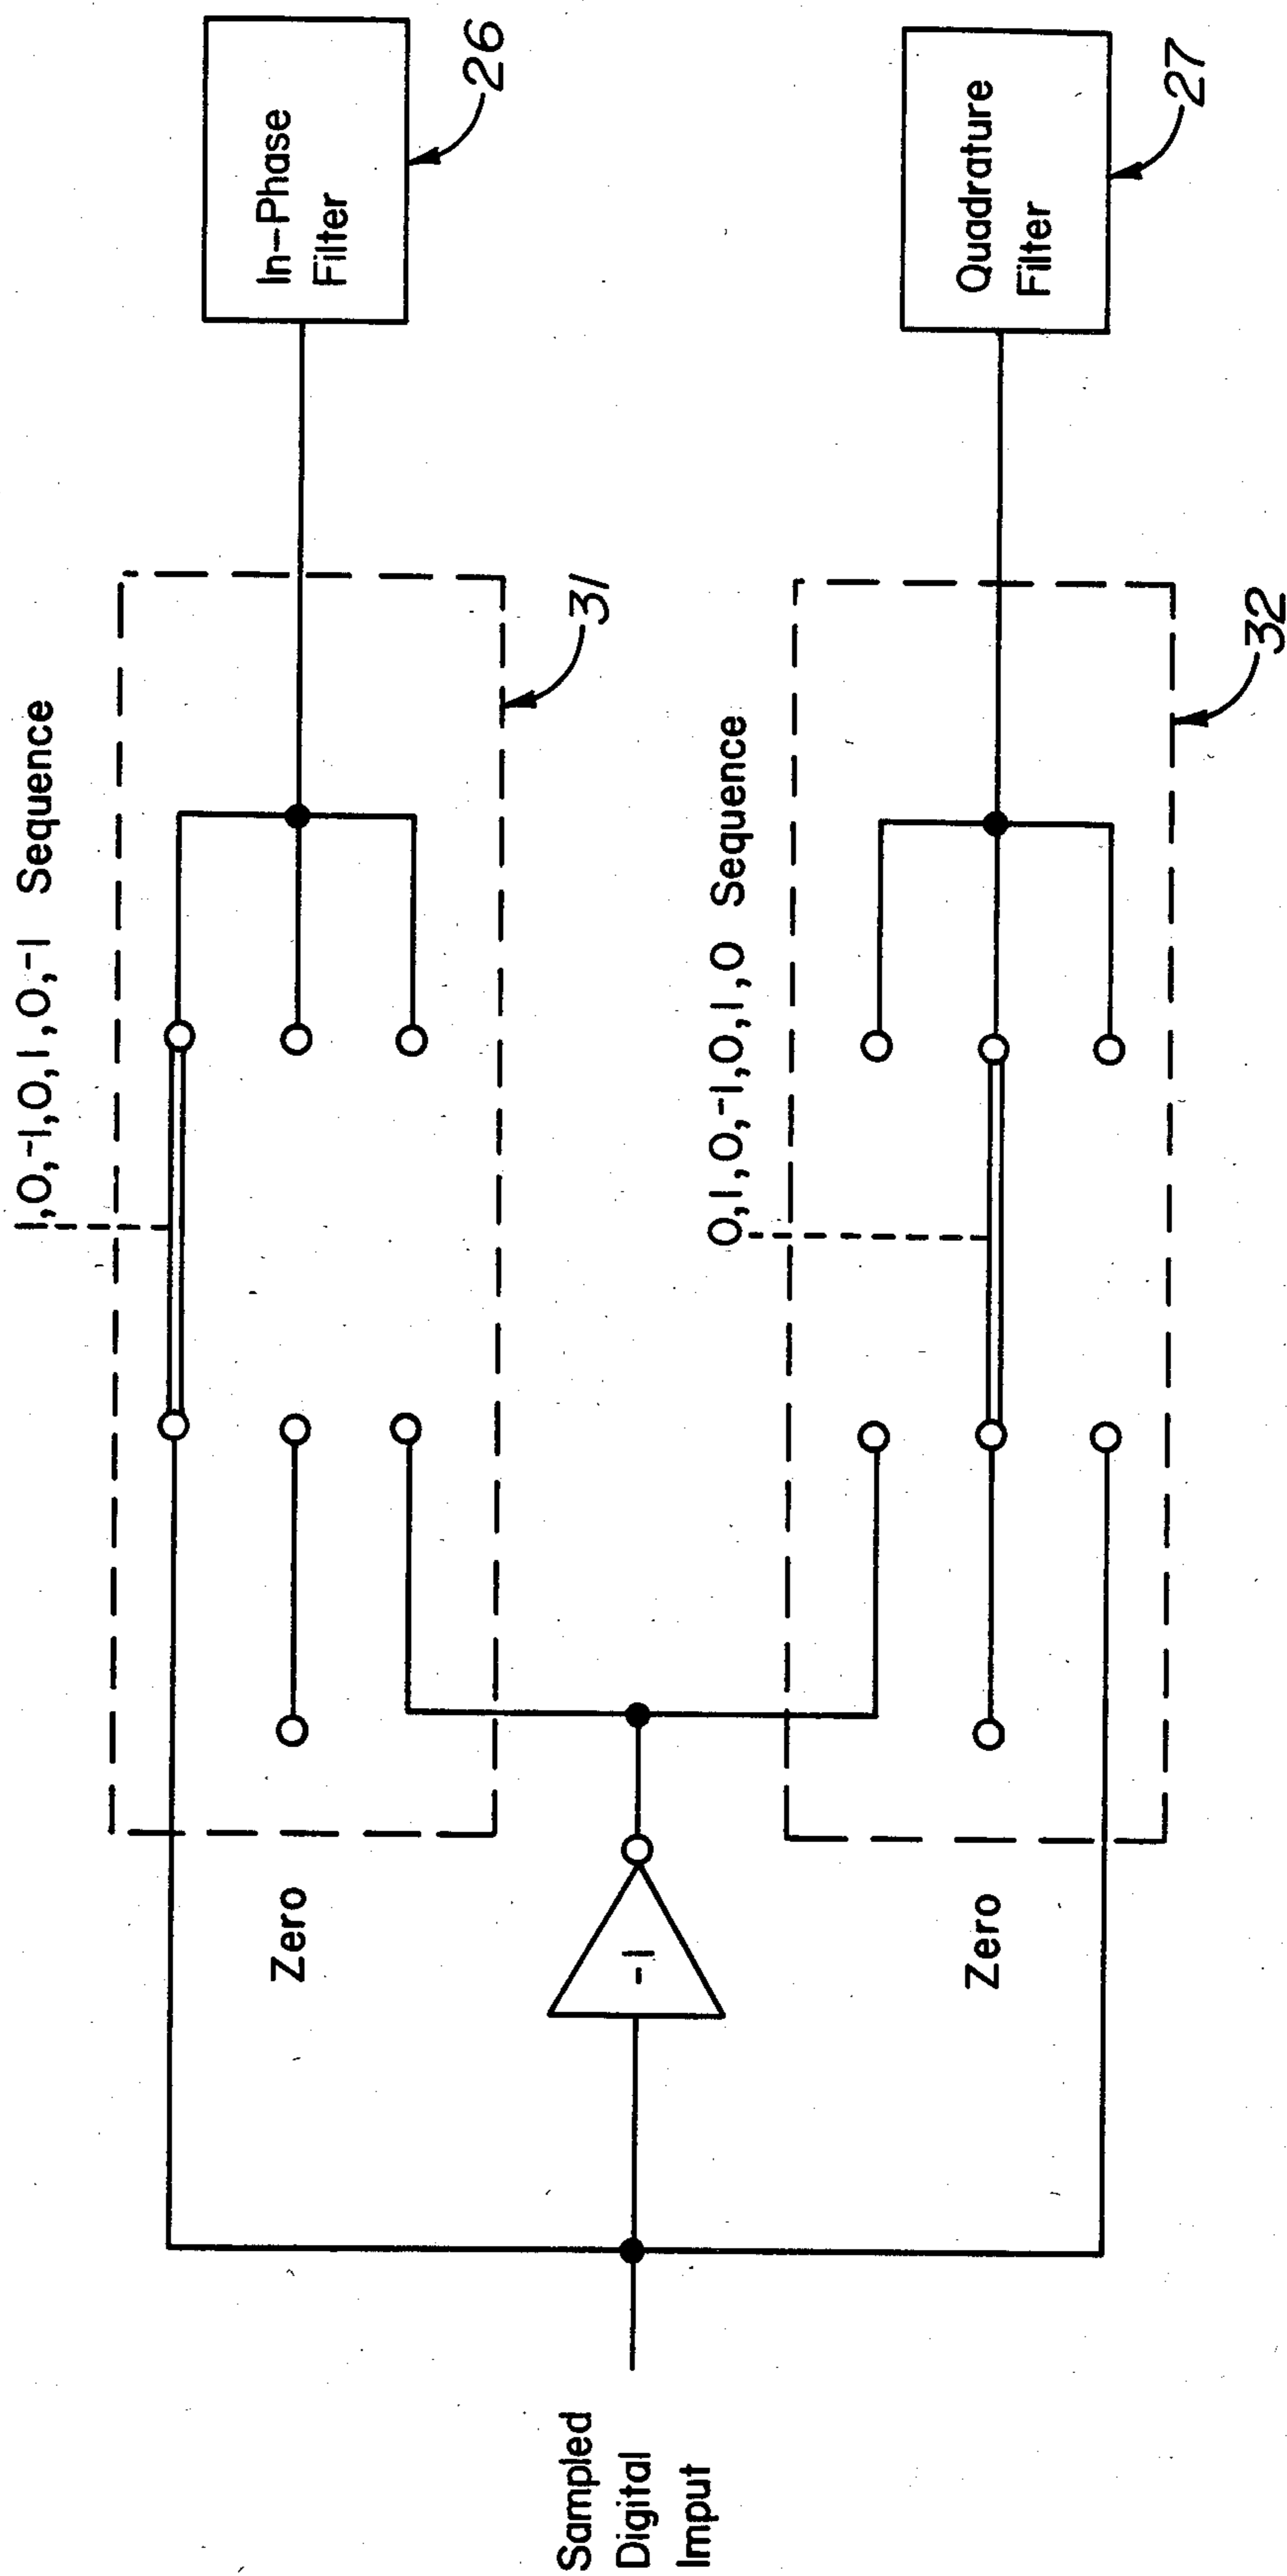 1,0,-1,0,1,0,-1 Sequence
In-Phase
Filter
26
31
Zero
Sampled
Digital
Input
-1
0,1,0,-1,0,1,0 Sequence
Quadrature
Filter
27
Zero
32